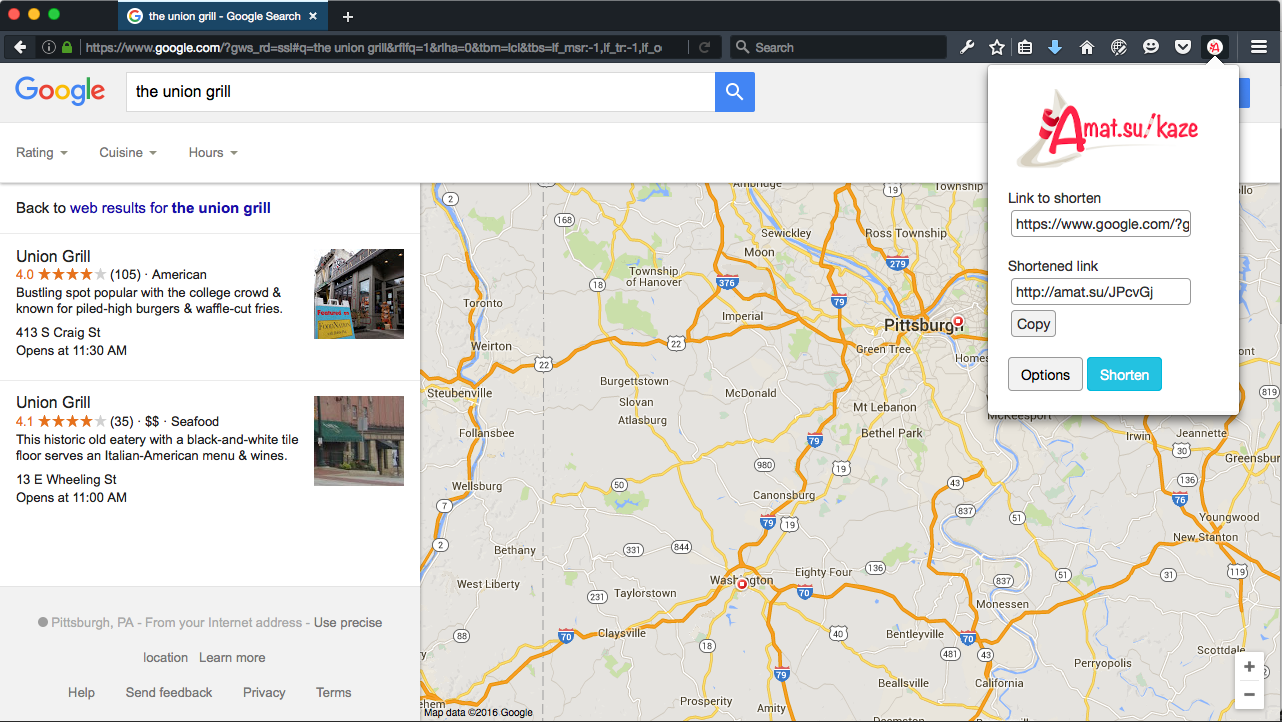 the union grill - Google Search
https://www.google.com/?gws_rd=ssl#q=the union grill&rflfq=1&rlha=0&tbm=lcl&tbs=lf_msr:-1,lf_tr:-1,lf_o
Search
Google
the union grill
Rating
Cuisine
Hours
Back to web results for the union grill
Union Grill
4.0 (105) · American
Bustling spot popular with the college crowd &
known for piled-high burgers & waffle-cut fries.
413 S Craig St
Opens at 11:30 AM
Union Grill
4.1 (35) · $$ · Seafood
This historic old eatery with a black-and-white tile
floor serves an Italian-American menu & wines.
13 E Wheeling St
Opens at 11:00 AM
Pittsburgh, PA - From your Internet address - Use precise
location Learn more
Help
Send feedback
Privacy
Terms
Amat.su/kaze
Link to shorten
https://www.google.com/?g
Shortened link
http://amat.su/JPcvGj
Copy
Options
Shorten
Ambridge
Township
2
19
168
Sewickley
Ross Township
Moon
279
Township
of Hanover
376
18
79
Toronto
Imperial
Pittsburgh
22
Green Tree
Homes
Weirton
22
Burgettstown
Steubenville
McDonald
819
Slovan
Mt Lebanon
McKeesport
Atlasburg
Follansbee
79
Bethel Park
Irwin
Jeannette
30
980
19
Greensbur
136
Wellsburg
50
43
Canonsburg
76
7
79
19
837
51
Youngwood
2
331
844
New Stanton
Bethany
Eighty Four
136
119
West Liberty
Washington
837
51
31
70
231
Taylorstown
Monessen
88
70
Claysville
40
Bentleyville
70
18
481
43
Scottdale
Perryopolis
79
Beallsville
California
Prosperity
Amity
Map data ©2016 Google